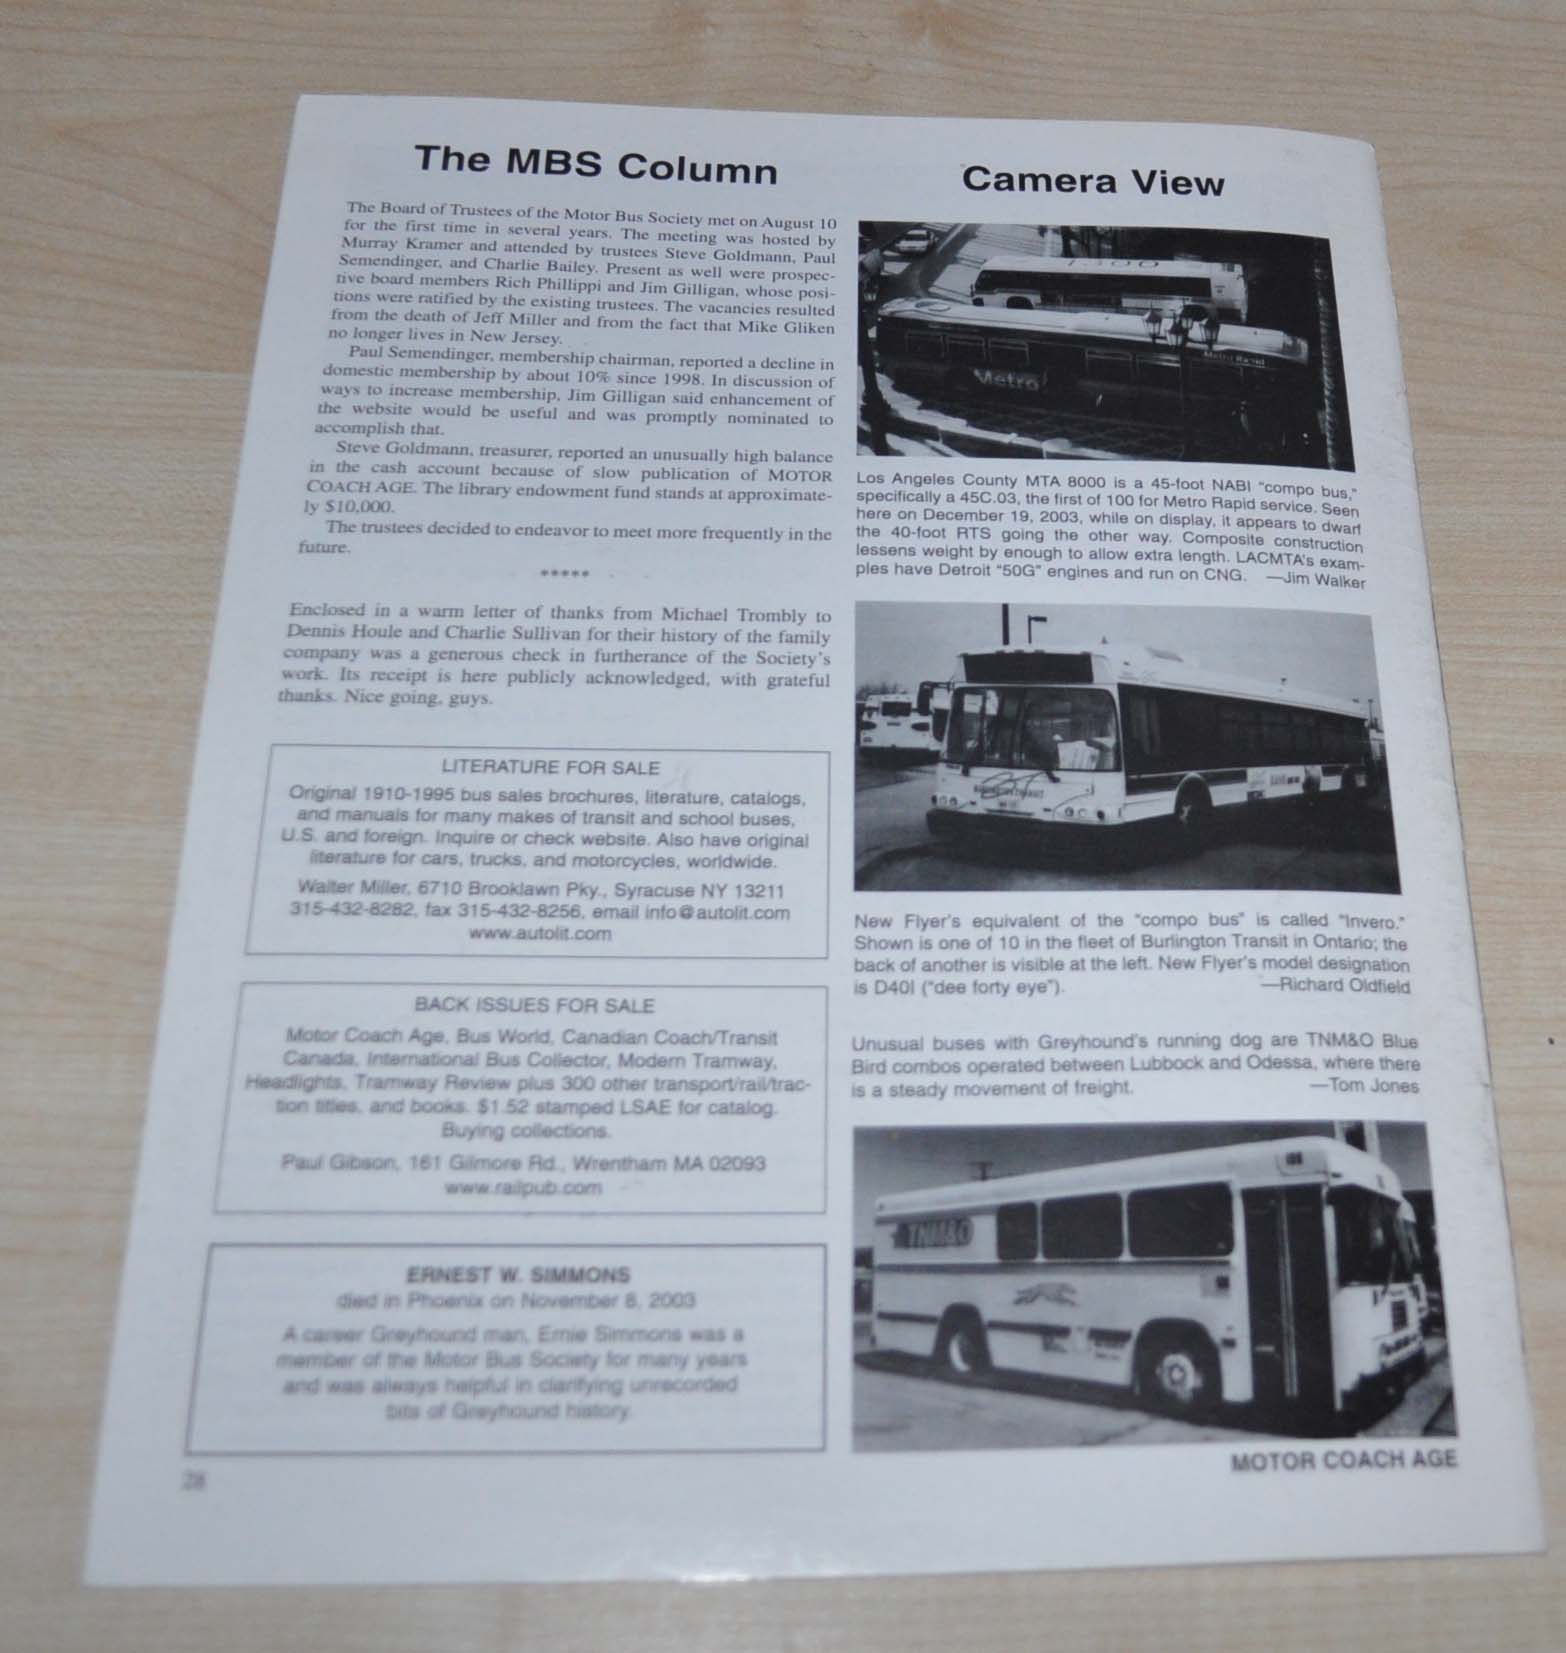 The MBS Column
The Board of Trustees of the Motor Bus Society met on August 10
for the first time in several years. The meeting was hosted by
Murray Kramer and attended by trustees Steve Goldmann, Paul
Semendinger, and Charlie Bailey. Present as well were prospec-
tive board members Rich Phillippi and Jim Gilligan, whose posi-
tions were ratified by the existing trustees. The vacancies resulted
from the death of Jeff Miller and from the fact that Mike Gliken
no longer lives in New Jersey.
Paul Semendinger, membership chairman, reported a decline in
domestic membership by about 10% since 1998. In discussion of
ways to increase membership, Jim Gilligan said enhancement of
the website would be useful and was promptly nominated to
accomplish that.
Steve Goldmann, treasurer, reported an unusually high balance
in the cash account because of slow publication of MOTOR
COACH AGE. The library endowment fund stands at approximate-
ly $10,000.
The trustees decided to endeavor to meet more frequently in the
future.
*****
Enclosed in a warm letter of thanks from Michael Trombly to
Dennis Houle and Charlie Sullivan for their history of the family
company was a generous check in furtherance of the Society's
work. Its receipt is here publicly acknowledged, with grateful
thanks. Nice going, guys.
LITERATURE FOR SALE
Original 1910-1995 bus sales brochures, literature, catalogs,
and manuals for many makes of transit and school buses,
U.S. and foreign. Inquire or check website. Also have original
literature for cars, trucks, and motorcycles, worldwide.
Walter Miller, 6710 Brooklawn Pky., Syracuse NY 13211
315-432-8282, fax 315-432-8256, email info@autolit.com
www.autolit.com
BACK ISSUES FOR SALE
Motor Coach Age, Bus World, Canadian Coach/Transit
Canada, International Bus Collector, Modern Tramway,
Headlights, Tramway Review plus 300 other transport/rail/trac-
tion titles, and books. $1.52 stamped LSAE for catalog.
Buying collections.
Paul Gibson, 161 Gilmore Rd., Wrentham MA 02093
www.railpub.com
ERNEST W. SIMMONS
died in Phoenix on November 8, 2003
A career Greyhound man, Ernie Simmons was a
member of the Motor Bus Society for many years
and was always helpful in clarifying unrecorded
bits of Greyhound history.
28
Camera View
1300
Metro Rapid
Metro
Los Angeles County MTA 8000 is a 45-foot NABI "compo bus,"
specifically a 45C.03, the first of 100 for Metro Rapid service. Seen
here on December 19, 2003, while on display, it appears to dwarf
the 40-foot RTS going the other way. Composite construction
lessens weight by enough to allow extra length. LACMTA's exam-
ples have Detroit "50G" engines and run on CNG. —Jim Walker
New Flyer's equivalent of the "compo bus" is called "Invero."
Shown is one of 10 in the fleet of Burlington Transit in Ontario; the
back of another is visible at the left. New Flyer's model designation
is D40I ("dee forty eye"). —Richard Oldfield
Unusual buses with Greyhound's running dog are TNM&O Blue
Bird combos operated between Lubbock and Odessa, where there
is a steady movement of freight. —Tom Jones
TNM&O
MOTOR COACH AGE